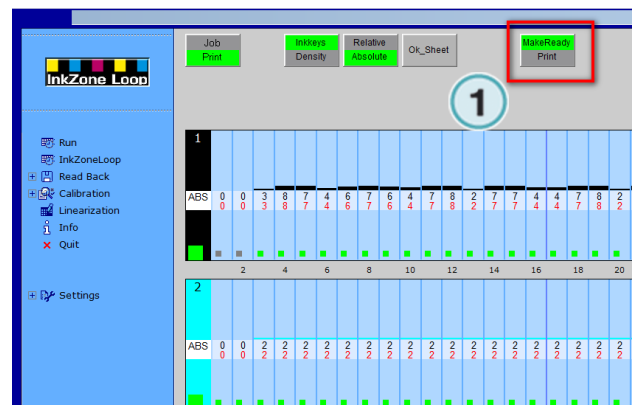 Job
Print
Inkkeys
Density
Relative
Absolute
Ok_Sheet
MakeReady
Print
InkZone Loop
1
Run
InkZoneLoop
Read Back
Calibration
Linearization
Info
Quit
Settings
1
ABS 0 0 3 8 7 4 6 7 6 4 7 8 2 7 7 4 4 7 8 2
0 0 3 8 7 4 6 7 6 4 7 8 2 7 7 4 4 7 8 2
2 4 6 8 10 12 14 16 18 20
2
ABS 0 0 2 2 2 2 2 2 2 2 2 2 2 2 2 2 2 2 2 2
0 0 2 2 2 2 2 2 2 2 2 2 2 2 2 2 2 2 2 2